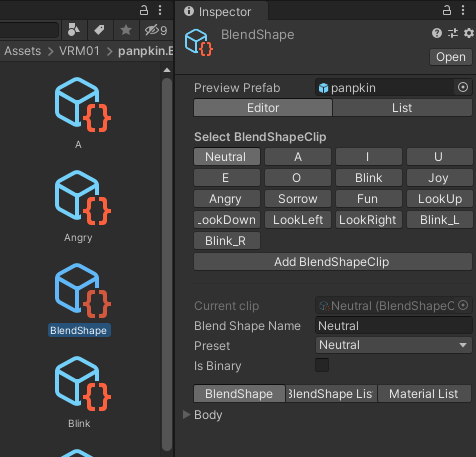 9
Assets > VRM01 > panpkin.E
A
Angry
BlendShape
Blink
Inspector
BlendShape
Open
Preview Prefab
panpkin
Editor
List
Select BlendShapeClip
Neutral A I U
E O Blink Joy
Angry Sorrow Fun LookUp
LookDown LookLeft LookRight Blink_L
Blink_R
Add BlendShapeClip
Current clip
Neutral (BlendShapeC
Blend Shape Name
Neutral
Preset
Neutral
Is Binary
BlendShape
BlendShape Lis
Material List
Body